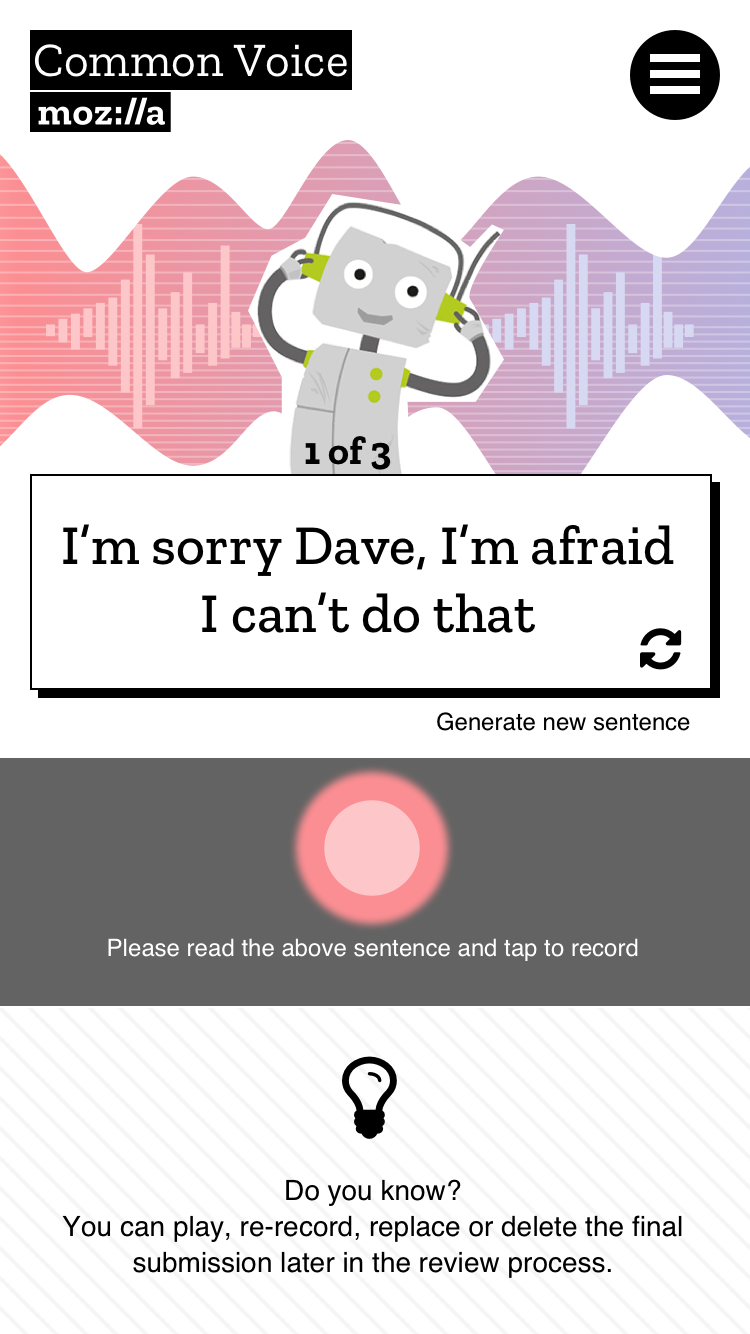 Common Voice
moz://a
1 of 3
I’m sorry Dave, I’m afraid
I can’t do that
Generate new sentence
Please read the above sentence and tap to record
Do you know?
You can play, re-record, replace or delete the final
submission later in the review process.